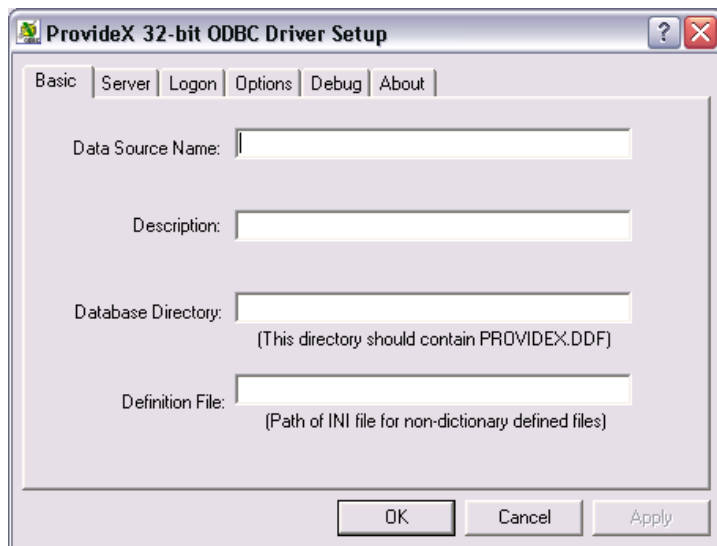 ProvideX 32-bit ODBC Driver Setup
Basic Server Logon Options Debug About
Data Source Name:
Description:
Database Directory:
(This directory should contain PROVIDEX.DDF)
Definition File:
(Path of INI file for non-dictionary defined files)
OK Cancel Apply